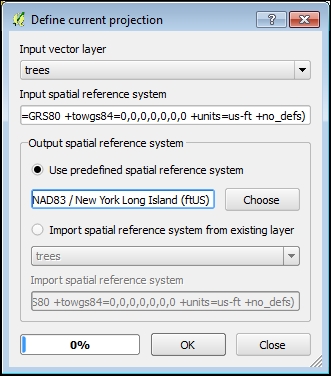 Define current projection
Input vector layer
trees
Input spatial reference system
=GRS80 +towgs84=0,0,0,0,0,0,0 +units=us-ft +no_defs)
Output spatial reference system
Use predefined spatial reference system
NAD83 / New York Long Island (ftUS)
Choose
Import spatial reference system from existing layer
trees
Import spatial reference system
S80 +towgs84=0,0,0,0,0,0,0 +units=us-ft +no_defs)
0%
OK
Close